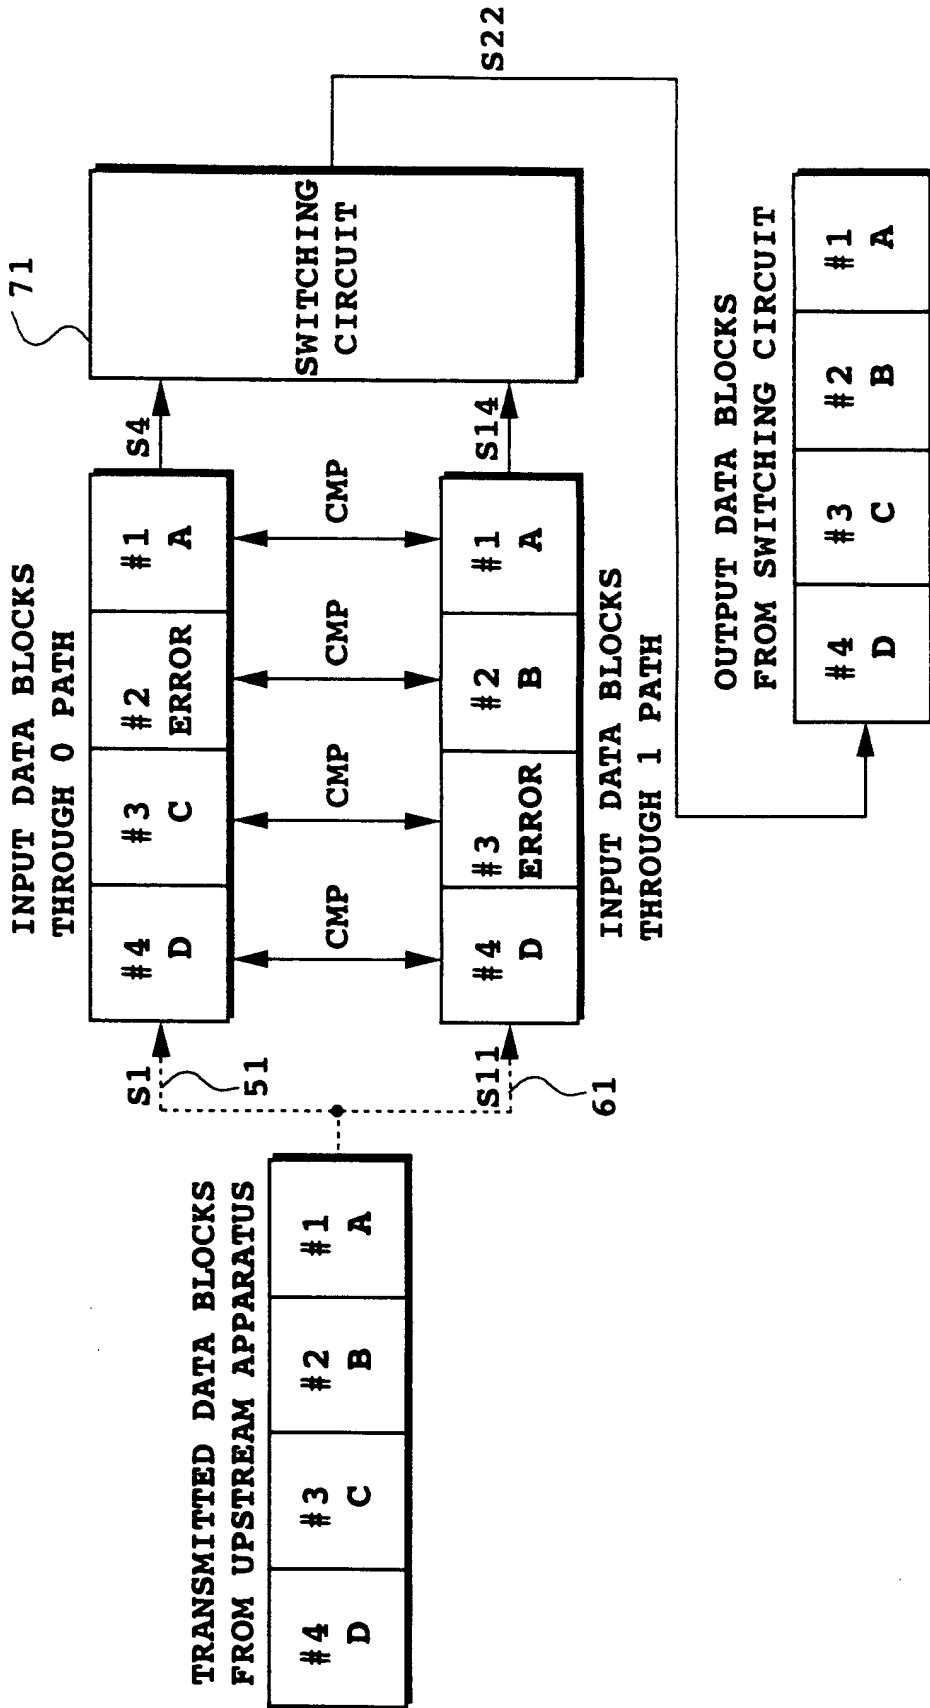 TRANSMITTED DATA BLOCKS
FROM UPSTREAM APPARATUS
#4 #3 #2 #1
D C B A
S1
51
S11
61
INPUT DATA BLOCKS
THROUGH 0 PATH
#4 #3 #2 #1
D C ERROR A
CMP CMP CMP CMP
#4 #3 #2 #1
D ERROR B A
INPUT DATA BLOCKS
THROUGH 1 PATH
S4
S14
71
SWITCHING
CIRCUIT
S22
OUTPUT DATA BLOCKS
FROM SWITCHING CIRCUIT
#4 #3 #2 #1
D C B A